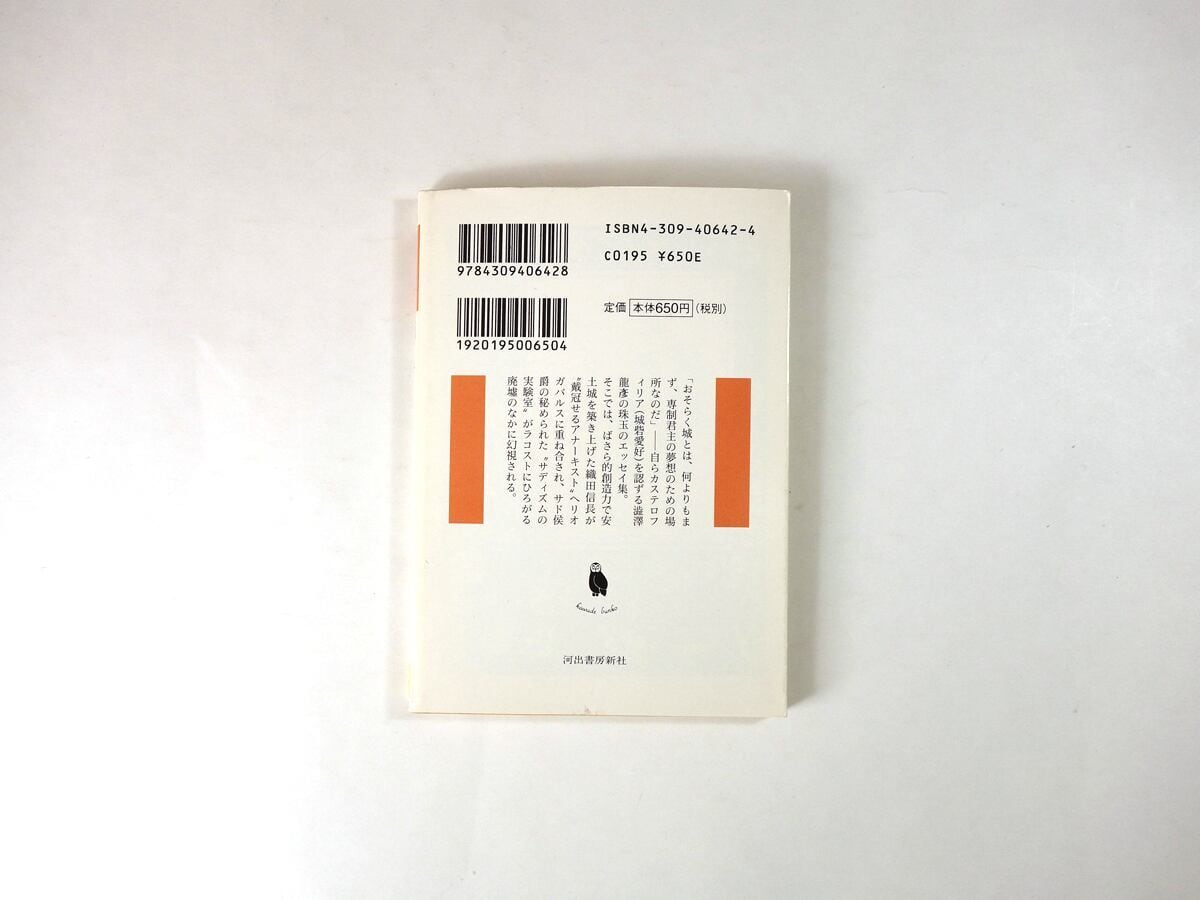 ISBN4-309-40642-4
C0195 ¥650E
9784309406428
定価 本体650円(税別)
1920195006504
「おそらく城とは、何よりもま
ず、専制君主の夢想のための場
所なのだ」――自らカステロフ
ィリア(城砦愛好)を認ずる澁澤
龍彥の珠玉のエッセイ集。
そこでは、ばさら的創造力で安
土城を築き上げた織田信長が
〝戴冠せるアナーキスト〟ヘリオ
ガバルスに重ね合され、サド侯
爵の秘められた〝サディズムの
実験室〟がラコストにひろがる
廃墟のなかに幻視される。
kawade bunko
河出書房新社